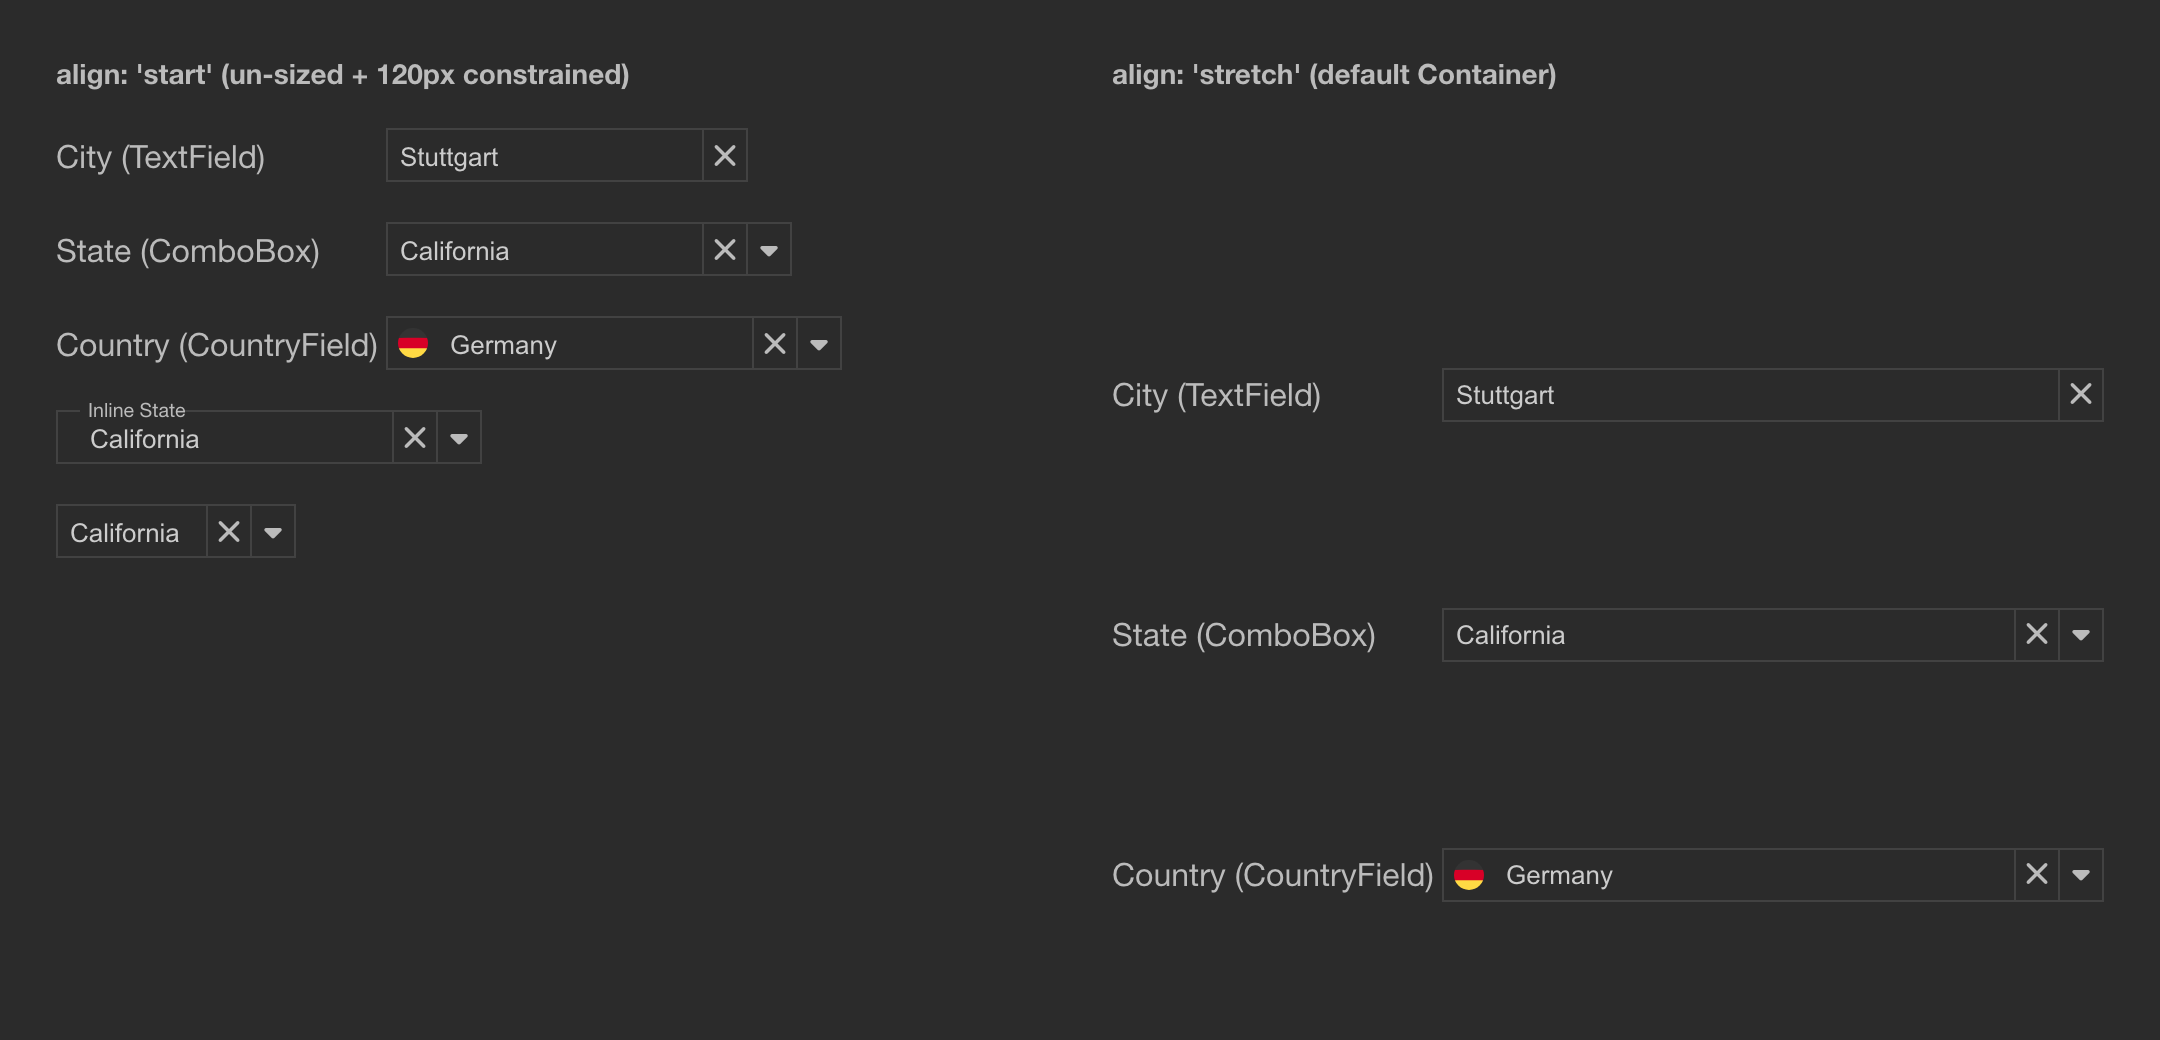 align: 'start' (un-sized + 120px constrained)
City (TextField) Stuttgart
State (ComboBox) California
Country (CountryField) Germany
Inline State
California
California
align: 'stretch' (default Container)
City (TextField) Stuttgart
State (ComboBox) California
Country (CountryField) Germany